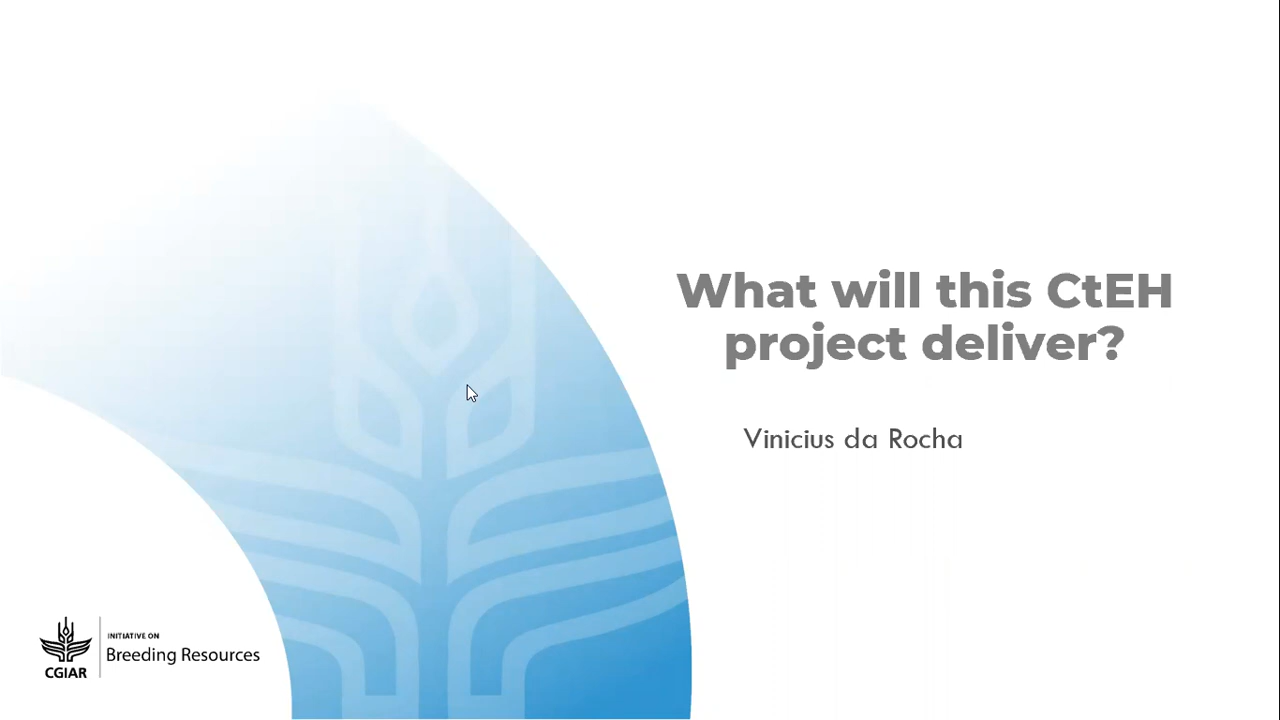 What will this CtEH
project deliver?
Vinicius da Rocha
INITIATIVE ON
Breeding Resources
CGIAR